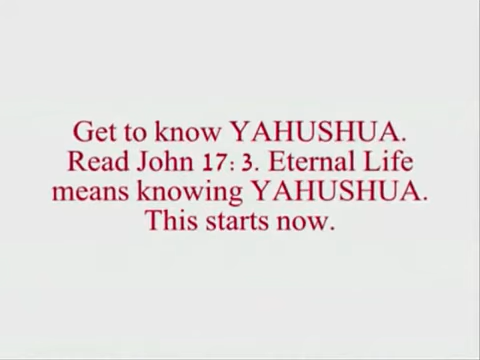 Get to know YAHUSHUA.
Read John 17:3. Eternal Life
means knowing YAHUSHUA.
This starts now.